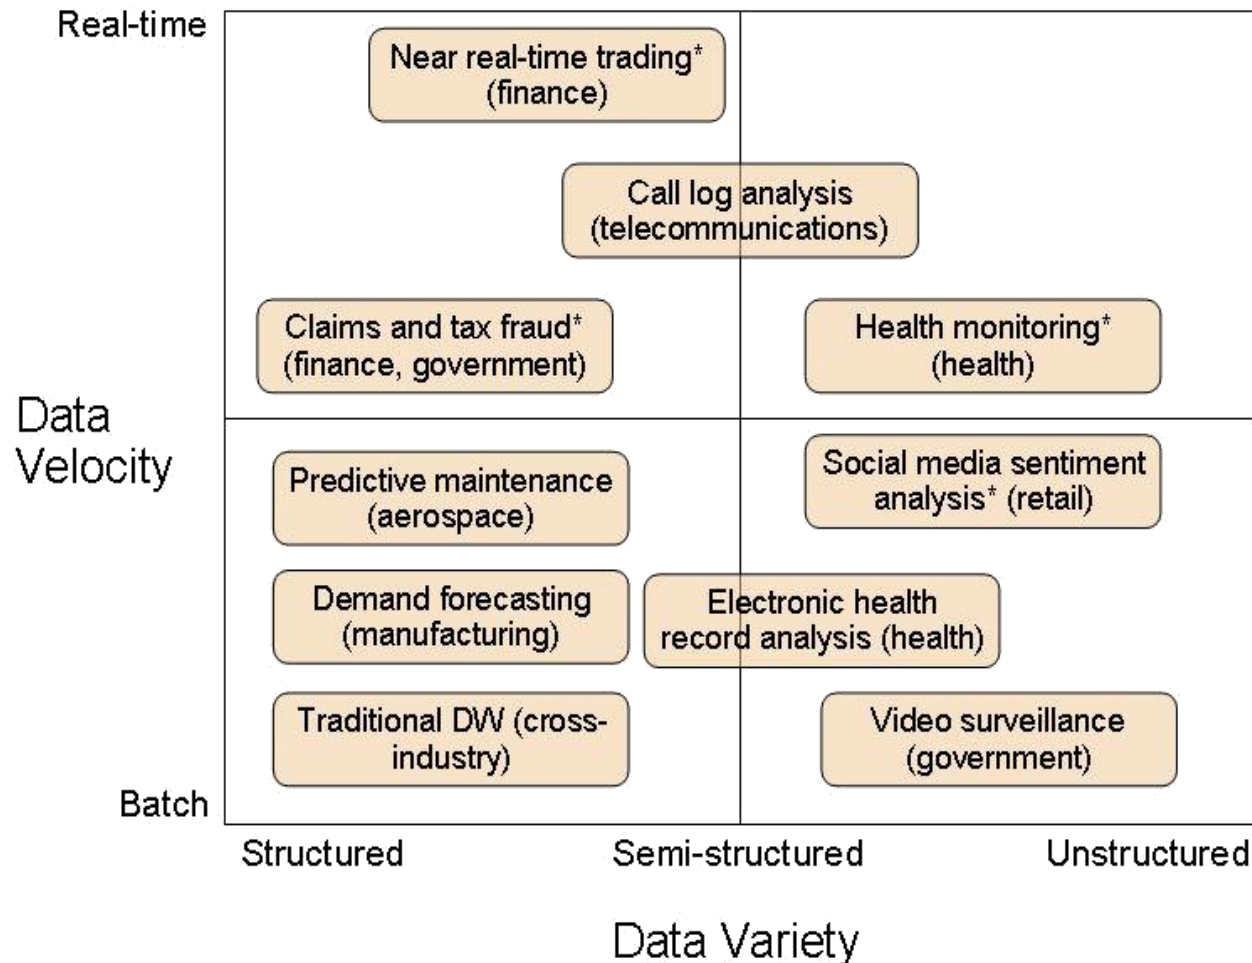 Real-time
Near real-time trading*
(finance)
Call log analysis
(telecommunications)
Claims and tax fraud*
(finance, government)
Health monitoring*
(health)
Data
Velocity
Predictive maintenance
(aerospace)
Social media sentiment
analysis* (retail)
Demand forecasting
(manufacturing)
Electronic health
record analysis (health)
Traditional DW (cross-
industry)
Video surveillance
(government)
Batch
Structured
Semi-structured
Unstructured
Data Variety